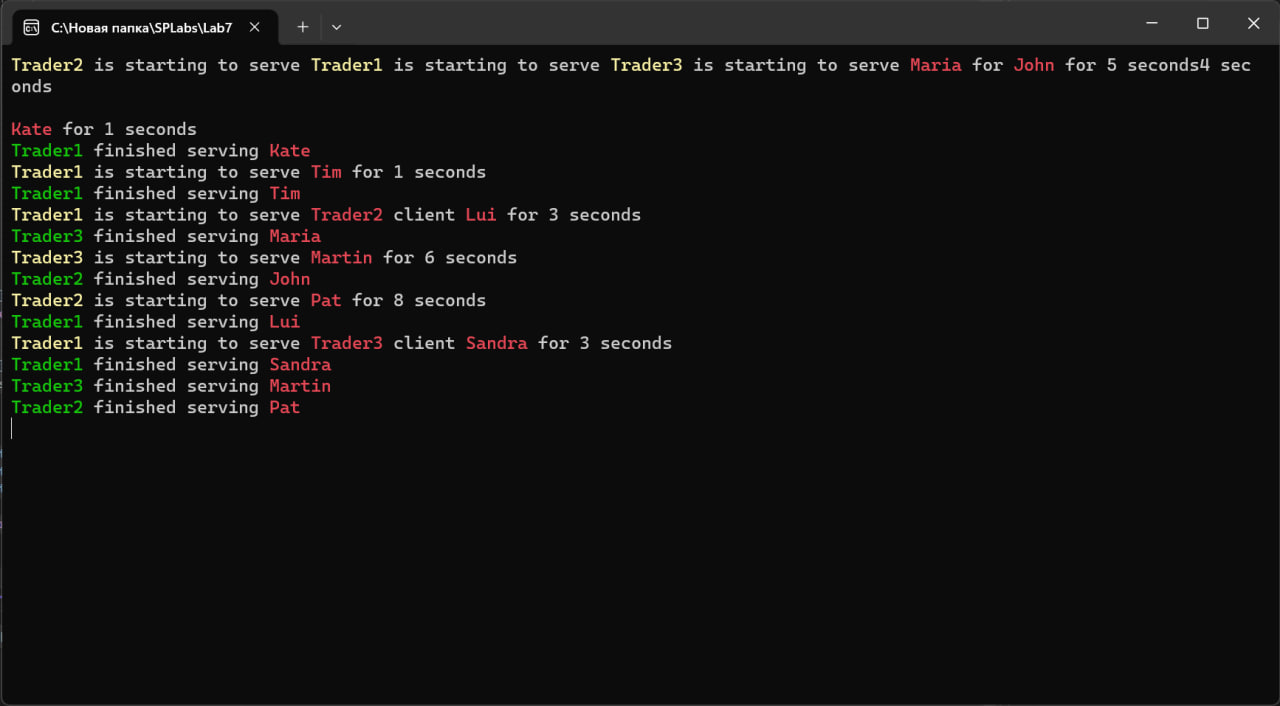 C:\Новая папка\SPLabs\Lab7
Trader2 is starting to serve Trader1 is starting to serve Trader3 is starting to serve Maria for John for 5 seconds4 sec
onds
Kate for 1 seconds
Trader1 finished serving Kate
Trader1 is starting to serve Tim for 1 seconds
Trader1 finished serving Tim
Trader1 is starting to serve Trader2 client Lui for 3 seconds
Trader3 finished serving Maria
Trader3 is starting to serve Martin for 6 seconds
Trader2 finished serving John
Trader2 is starting to serve Pat for 8 seconds
Trader1 finished serving Lui
Trader1 is starting to serve Trader3 client Sandra for 3 seconds
Trader1 finished serving Sandra
Trader3 finished serving Martin
Trader2 finished serving Pat